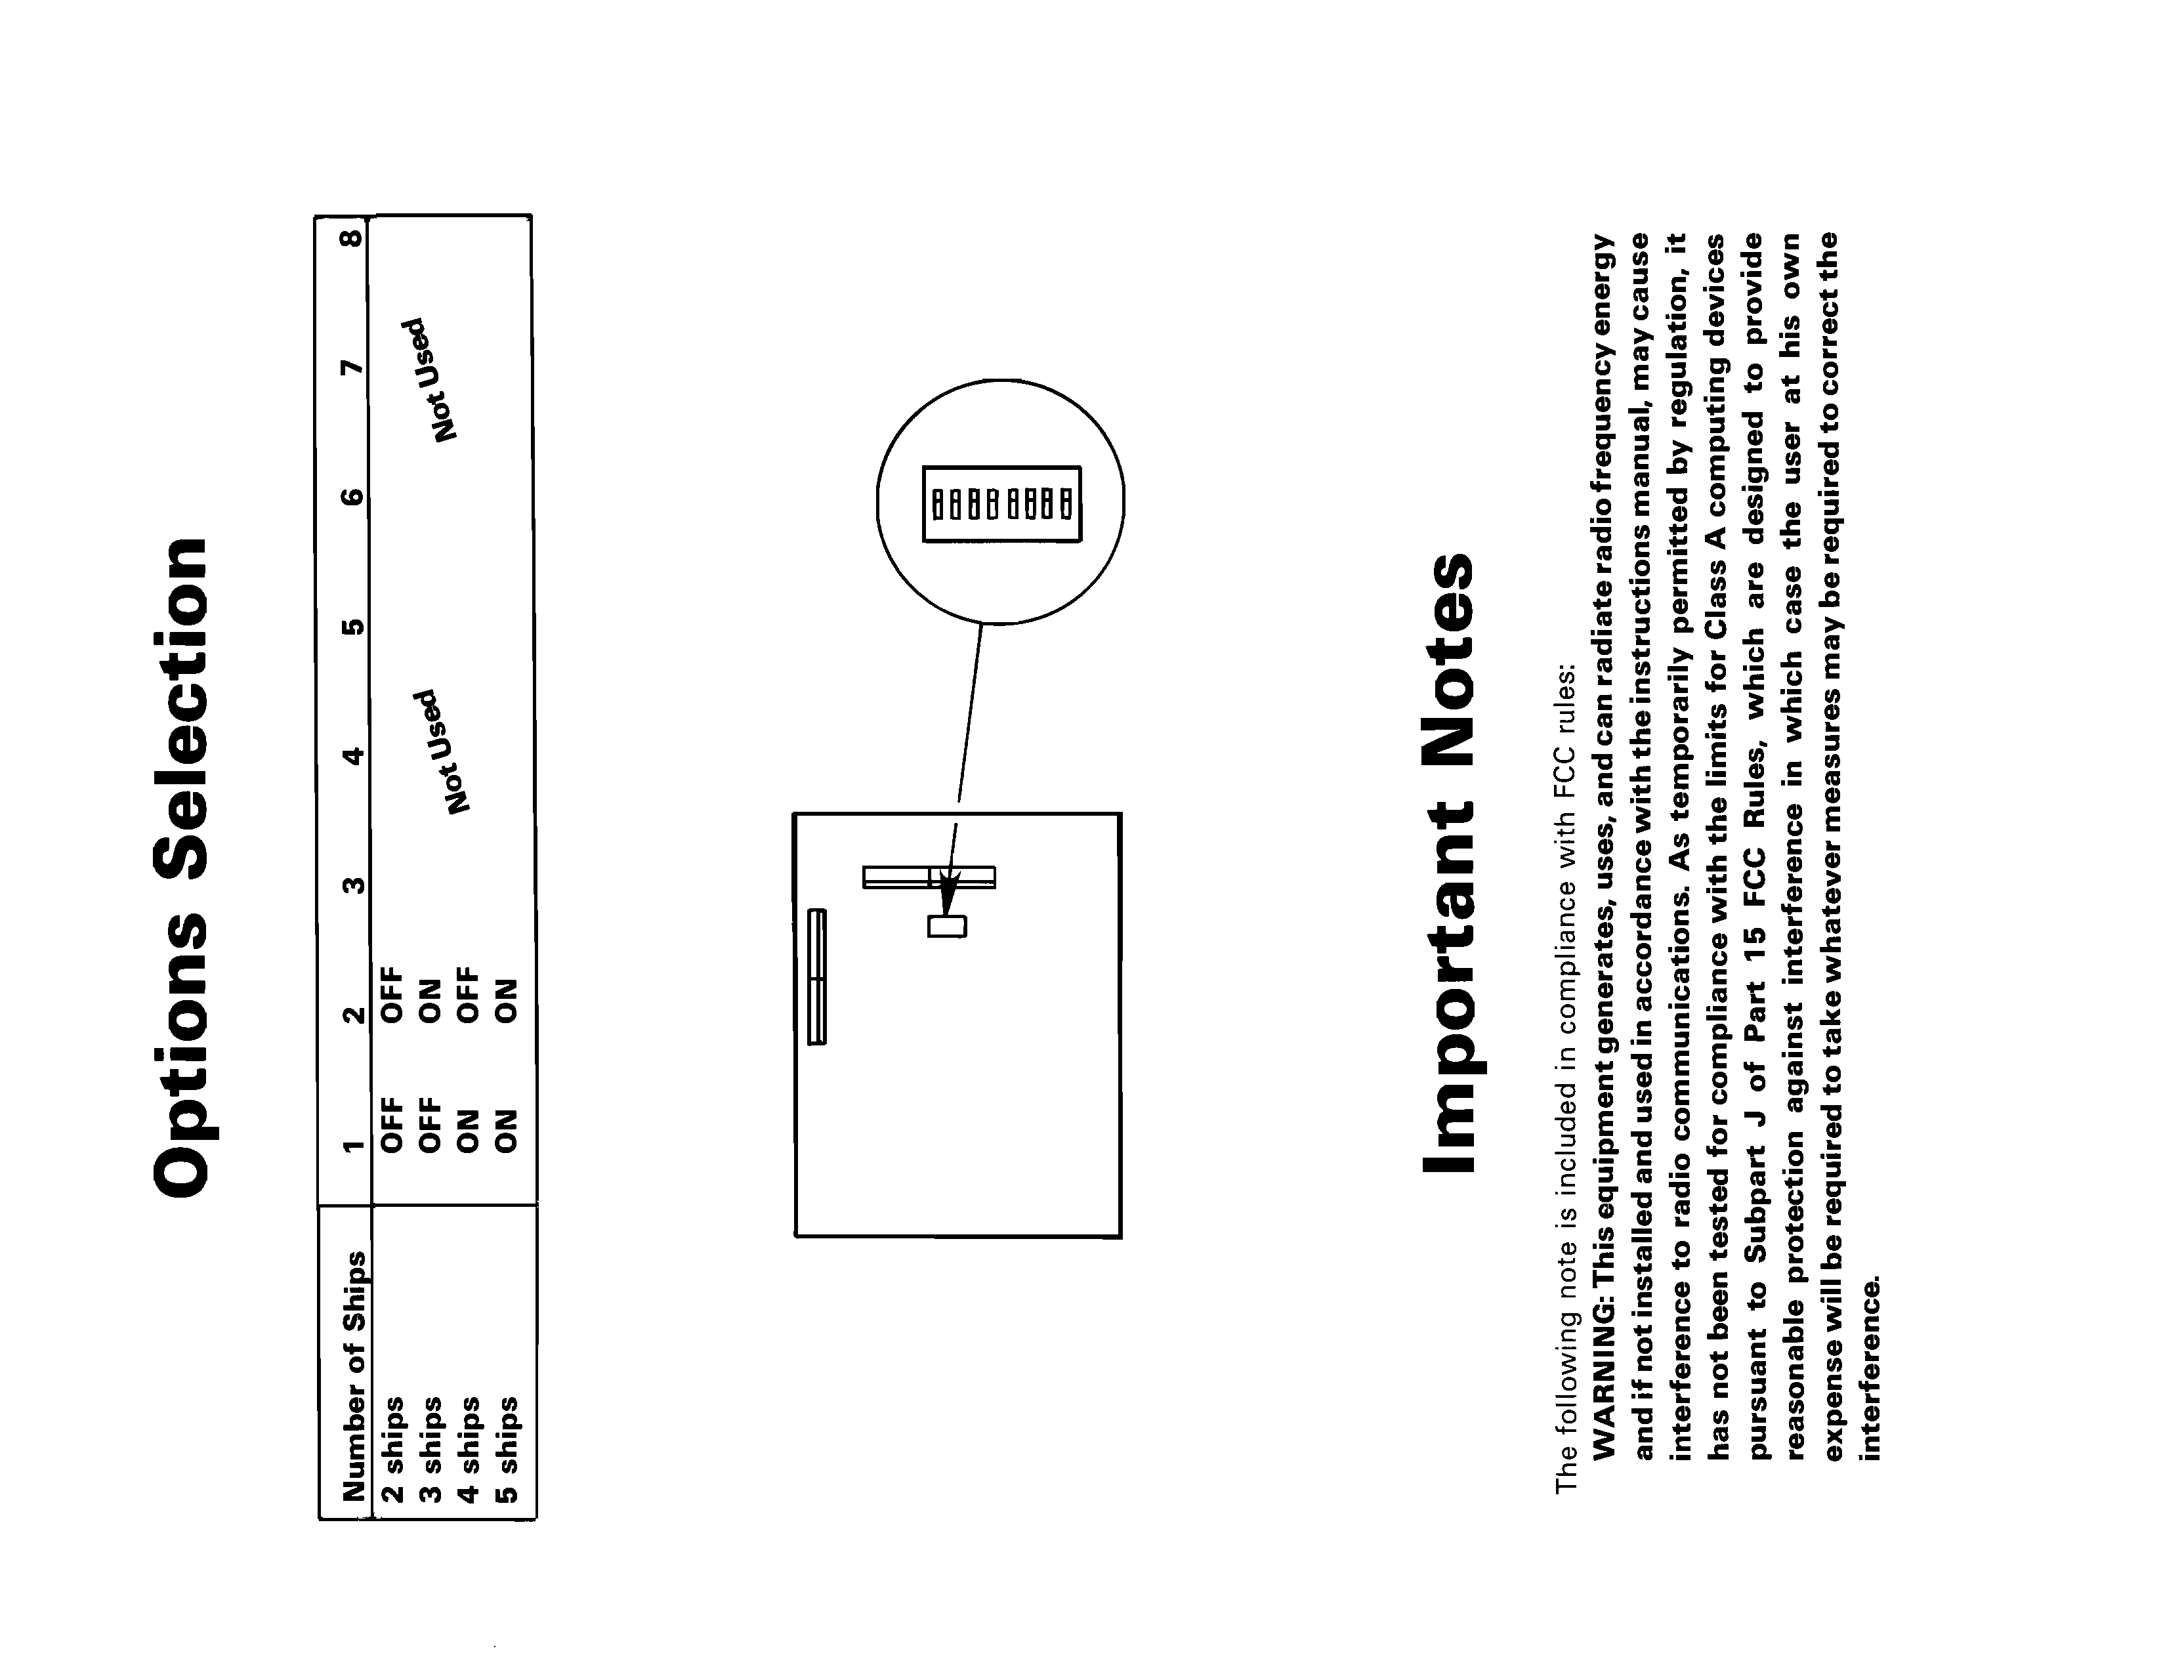 Options Selection
Number of Ships 1 2 3 4 5 6 7 8
2 ships OFF OFF
3 ships OFF ON Not Used Not Used
4 ships ON OFF
5 ships ON ON
Important Notes
The following note is included in compliance with FCC rules:
WARNING: This equipment generates, uses, and can radiate radio frequency energy
and if not installed and used in accordance with the instructions manual, may cause
interference to radio communications. As temporarily permitted by regulation, it
has not been tested for compliance with the limits for Class A computing devices
pursuant to Subpart J of Part 15 FCC Rules, which are designed to provide
reasonable protection against interference in which case the user at his own
expense will be required to take whatever measures may be required to correct the
interference.